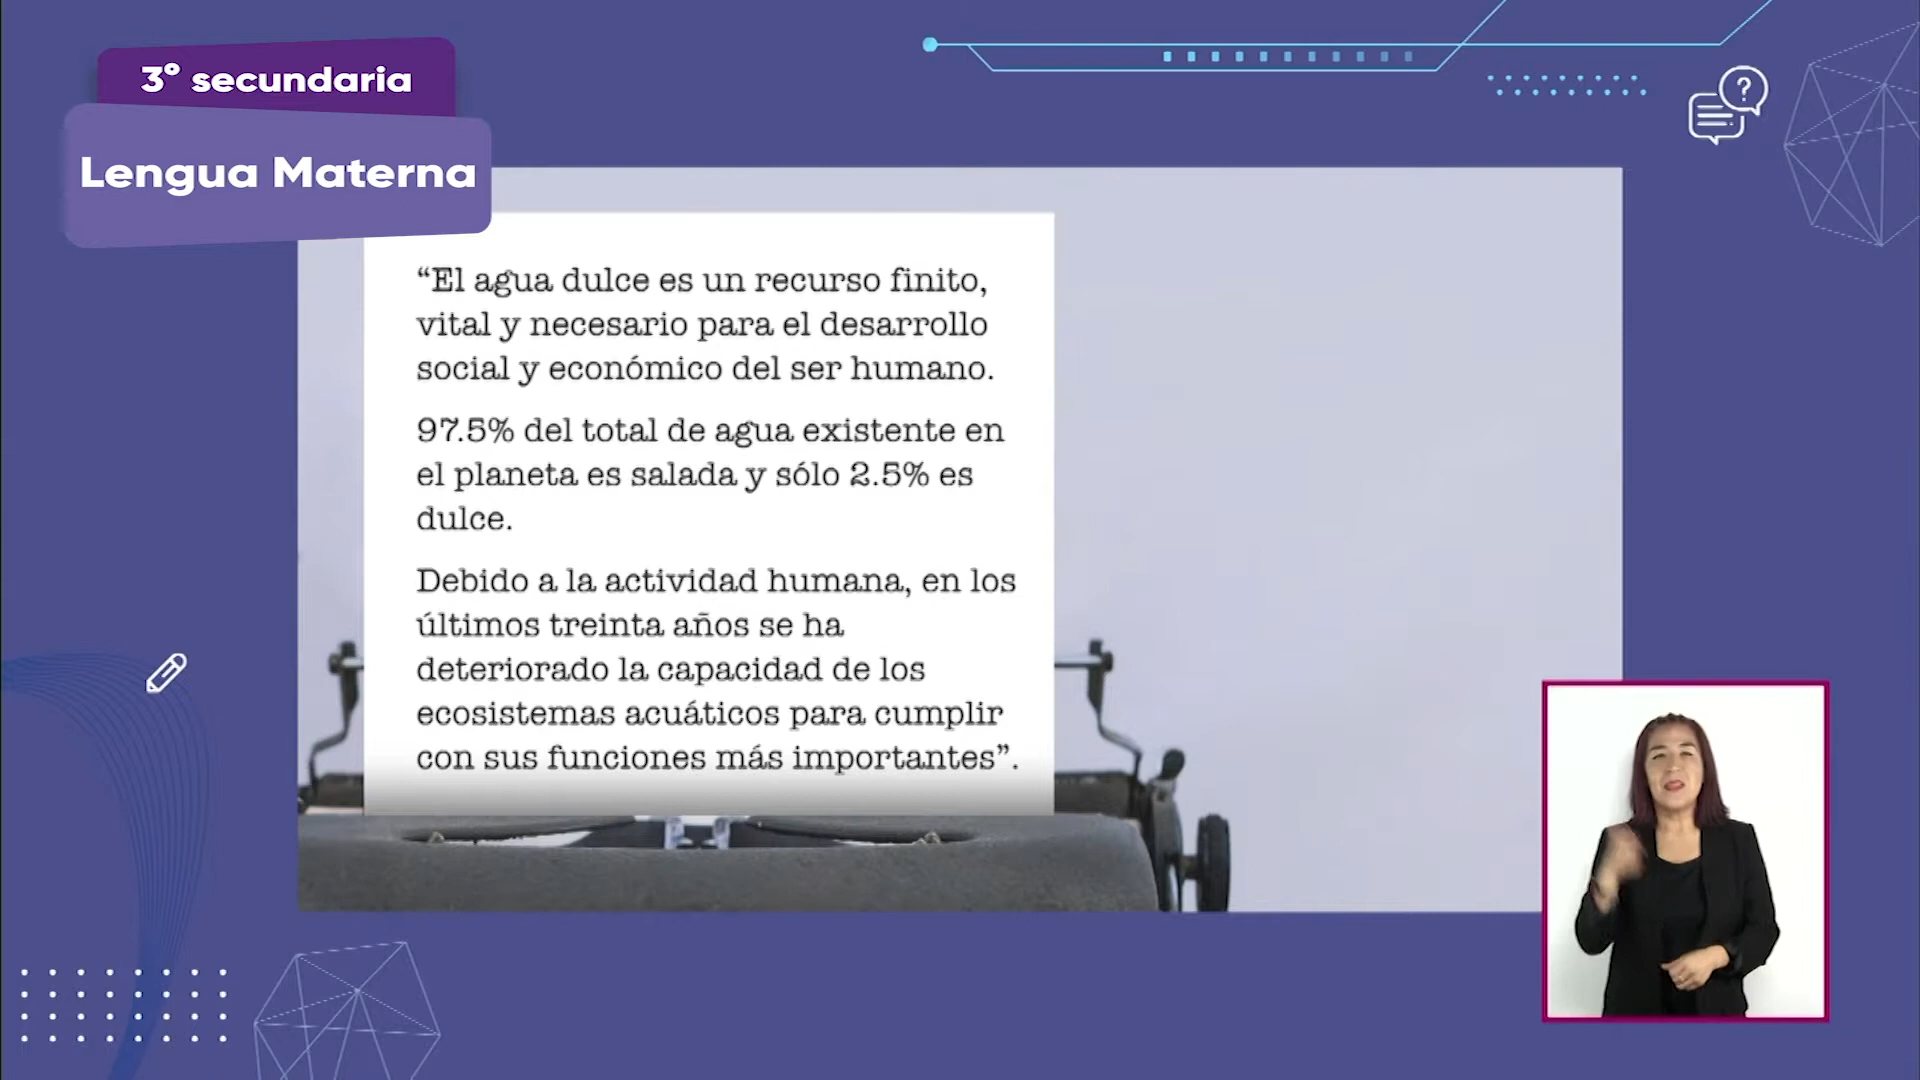 3° secundaria
Lengua Materna
“El agua dulce es un recurso finito,
vital y necesario para el desarrollo
social y económico del ser humano.
97.5% del total de agua existente en
el planeta es salada y sólo 2.5% es
dulce.
Debido a la actividad humana, en los
últimos treinta años se ha
deteriorado la capacidad de los
ecosistemas acuáticos para cumplir
con sus funciones más importantes”.
?